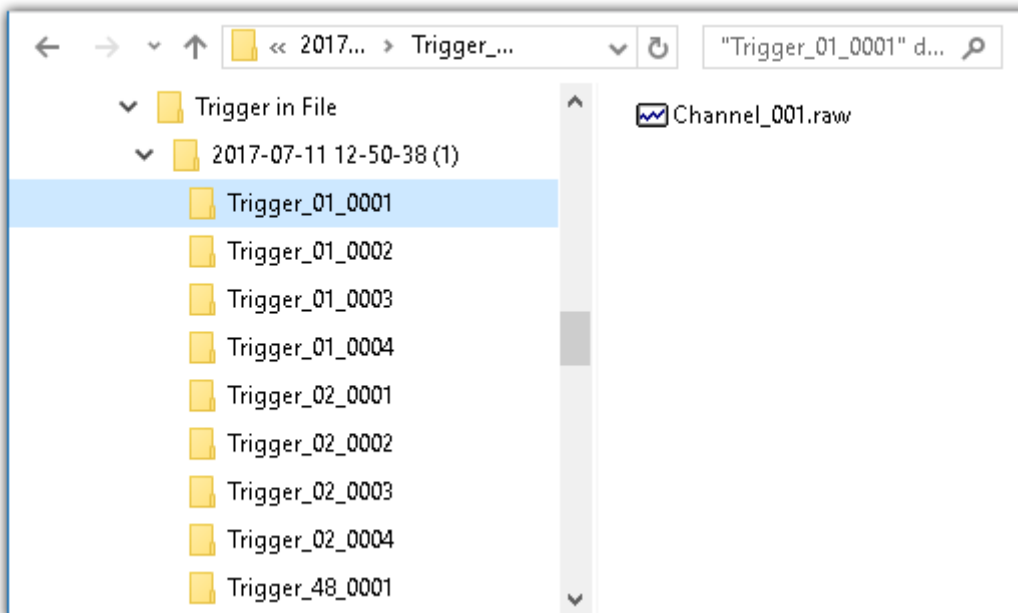 « 2017... > Trigger_...
"Trigger_01_0001" d...
Trigger in File
2017-07-11 12-50-38 (1)
Trigger_01_0001
Trigger_01_0002
Trigger_01_0003
Trigger_01_0004
Trigger_02_0001
Trigger_02_0002
Trigger_02_0003
Trigger_02_0004
Trigger_48_0001
Channel_001.raw